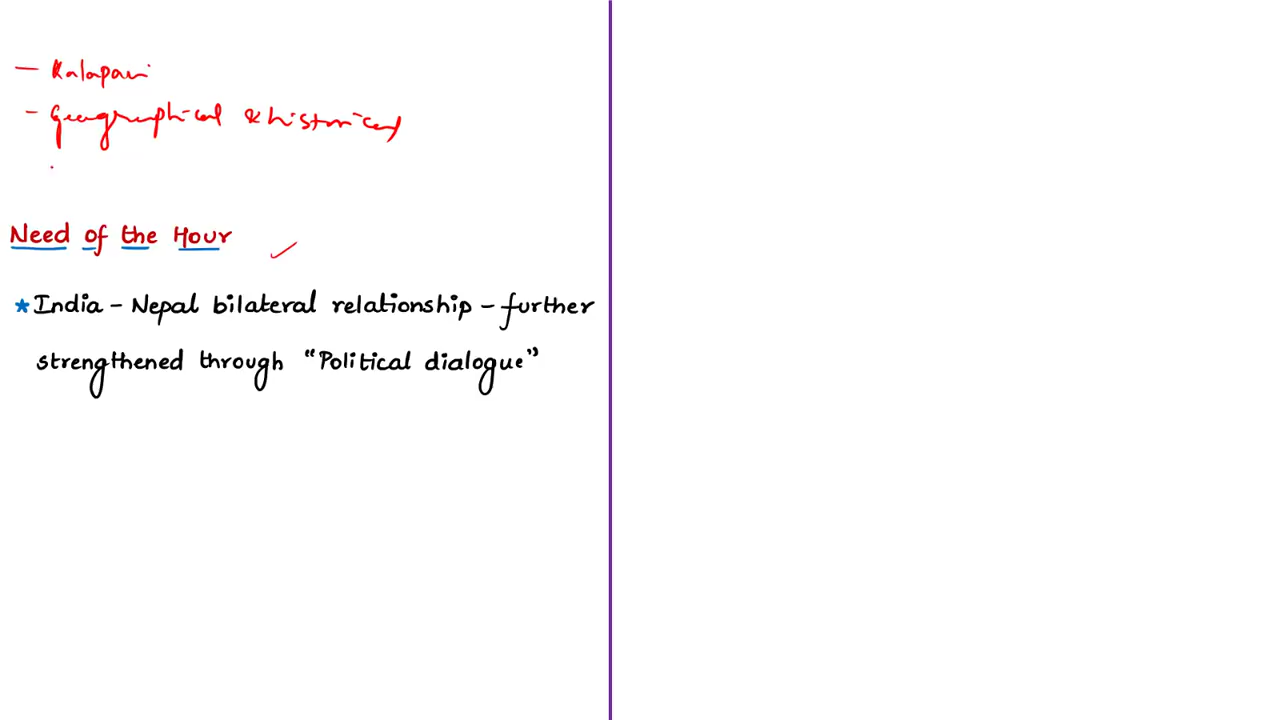 — Kalapani
- Geographical & historical
Need of the Hour
★ India - Nepal bilateral relationship - further
strengthened through "Political dialogue"